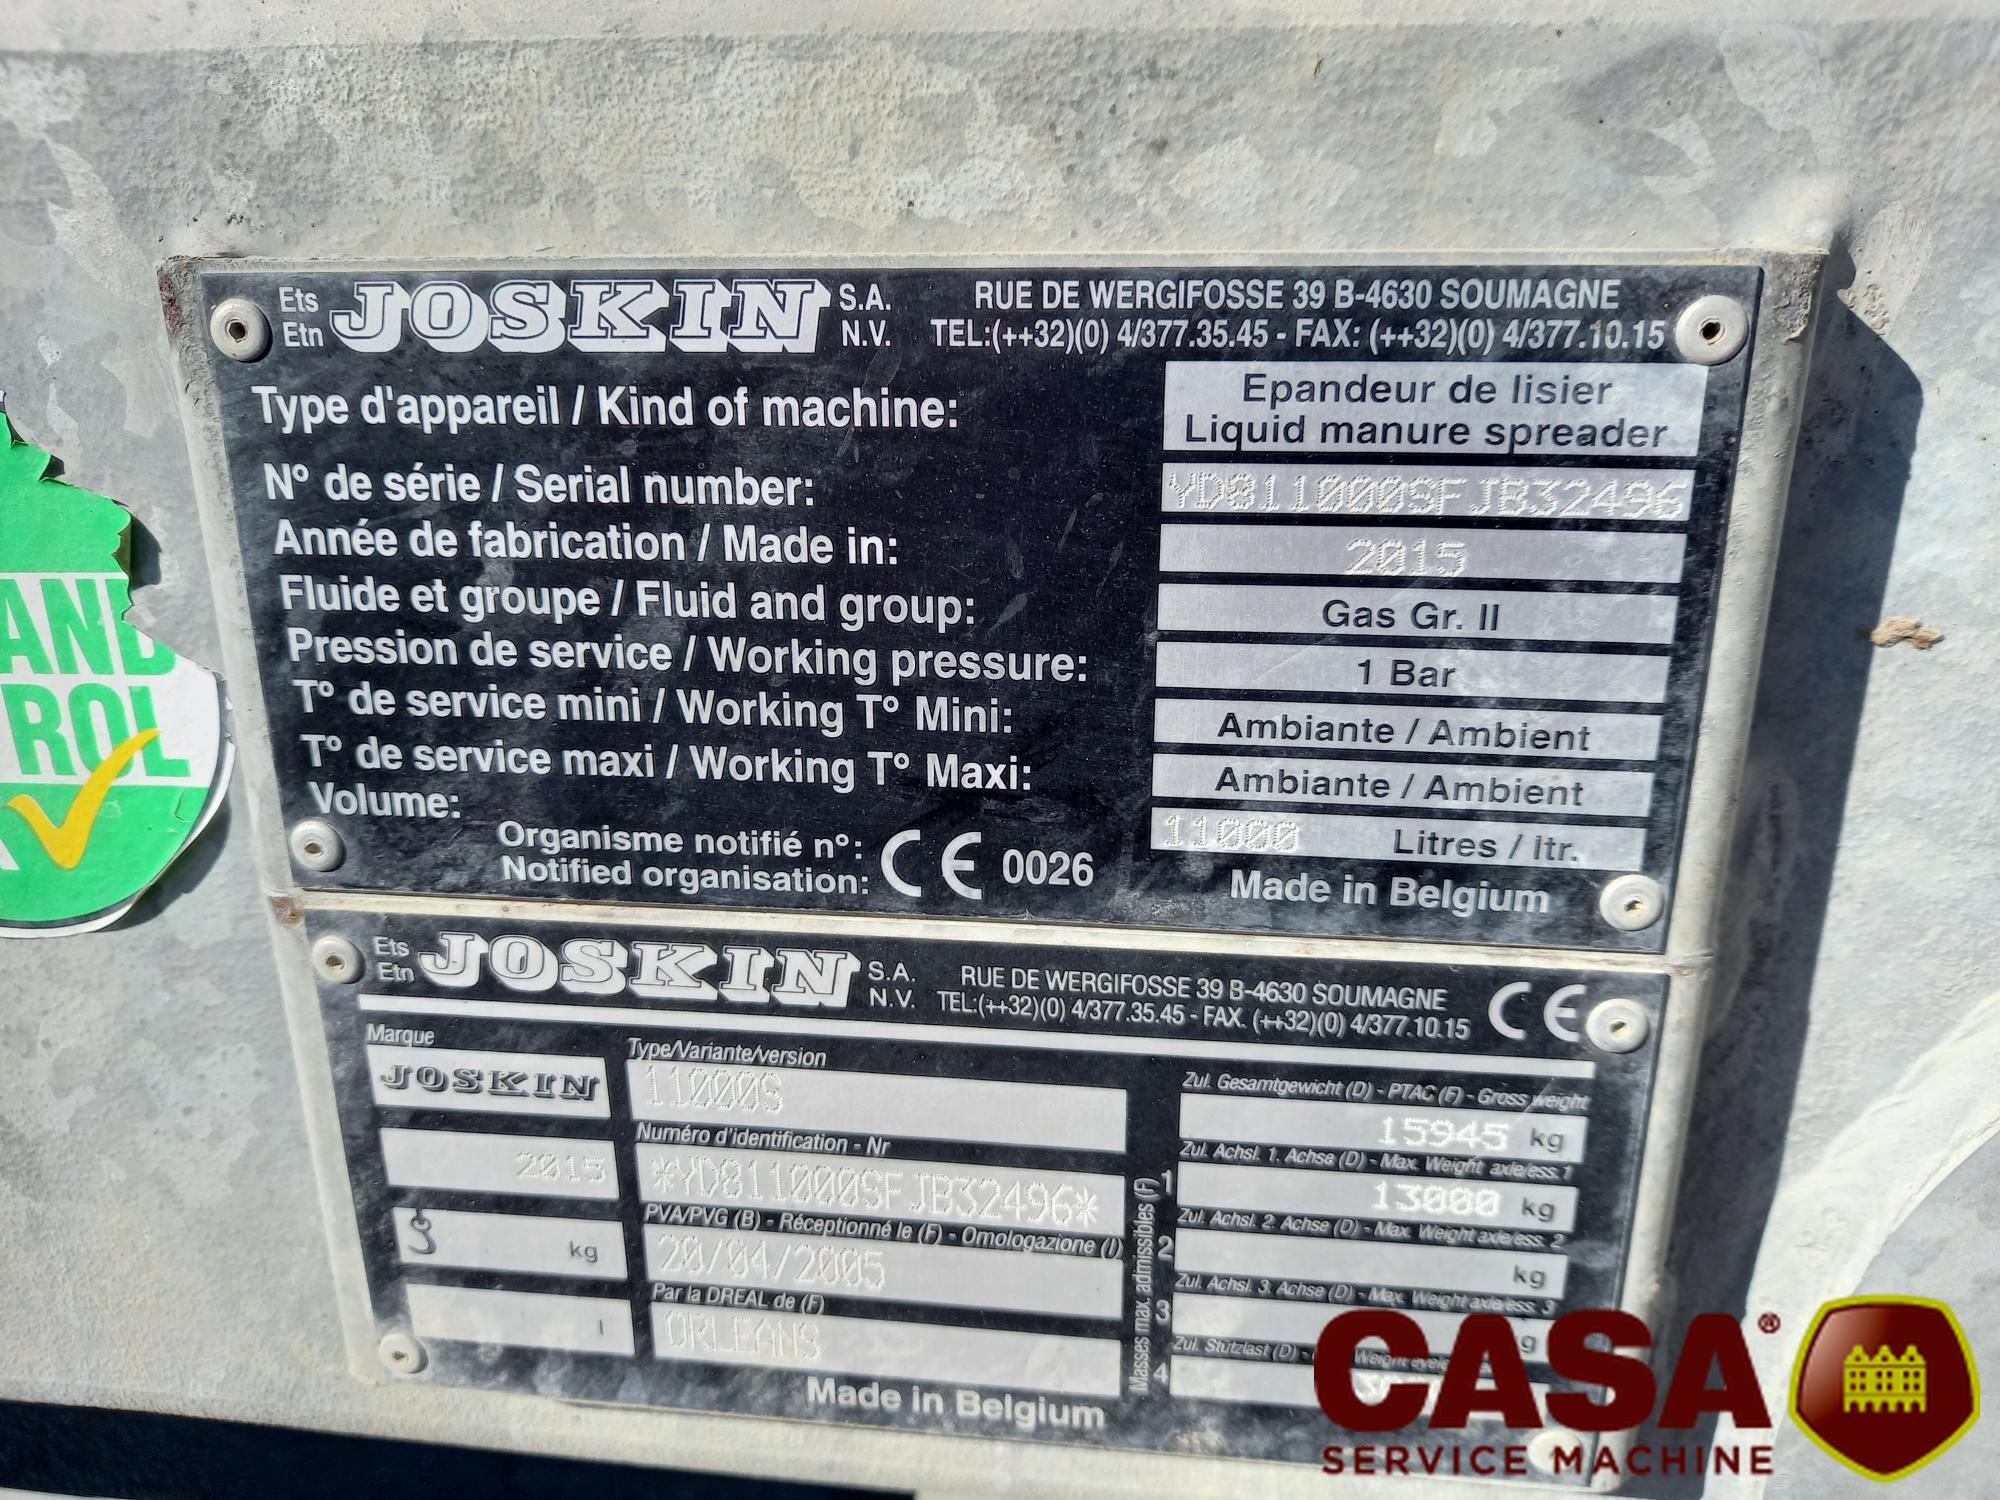 Ets JOSKIN S.A. RUE DE WERGIFOSSE 39 B-4630 SOUMAGNE
Etn N.V. TEL:(++32)(0) 4/377.35.45 - FAX: (++32)(0) 4/377.10.15
Type d'appareil / Kind of machine: Epandeur de lisier
Liquid manure spreader
N° de série / Serial number: YD811000SFJB32496
Année de fabrication / Made in: 2015
Fluide et groupe / Fluid and group: Gas Gr. II
Pression de service / Working pressure: 1 Bar
T° de service mini / Working T° Mini: Ambiante / Ambient
T° de service maxi / Working T° Maxi: Ambiante / Ambient
Volume: 11000 Litres / ltr.
Organisme notifié n°:
Notified organisation: CE 0026
Made in Belgium
AND
ROL
Ets JOSKIN S.A. RUE DE WERGIFOSSE 39 B-4630 SOUMAGNE CE
Etn N.V. TEL:(++32)(0) 4/377.35.45 - FAX. (++32)(0) 4/377.10.15
Marque
JOSKIN
2015
kg
l
Type/Variante/version
11000S
Numéro d'identification - Nr
*YD811000SFJB32496*
PVA/PVG (B) - Réceptionné le (F) - Omologazione (I)
20/04/2005
Par la DREAL de (F)
ORLEANS
Made in Belgium
Masses max. admissibles (F)
Zul. Gesamtgewicht (D) - PTAC (F) - Gross weight
15945 kg
Zul. Achsl. 1. Achse (D) - Max. Weight axle/ess. 1
1 13000 kg
Zul. Achsl. 2. Achse (D) - Max. Weight axle/ess. 2
2 kg
Zul. Achsl. 3. Achse (D) - Max. Weight axle/ess. 3
3
Zul. Stützlast (D) -
4
CASA®
SERVICE MACHINE